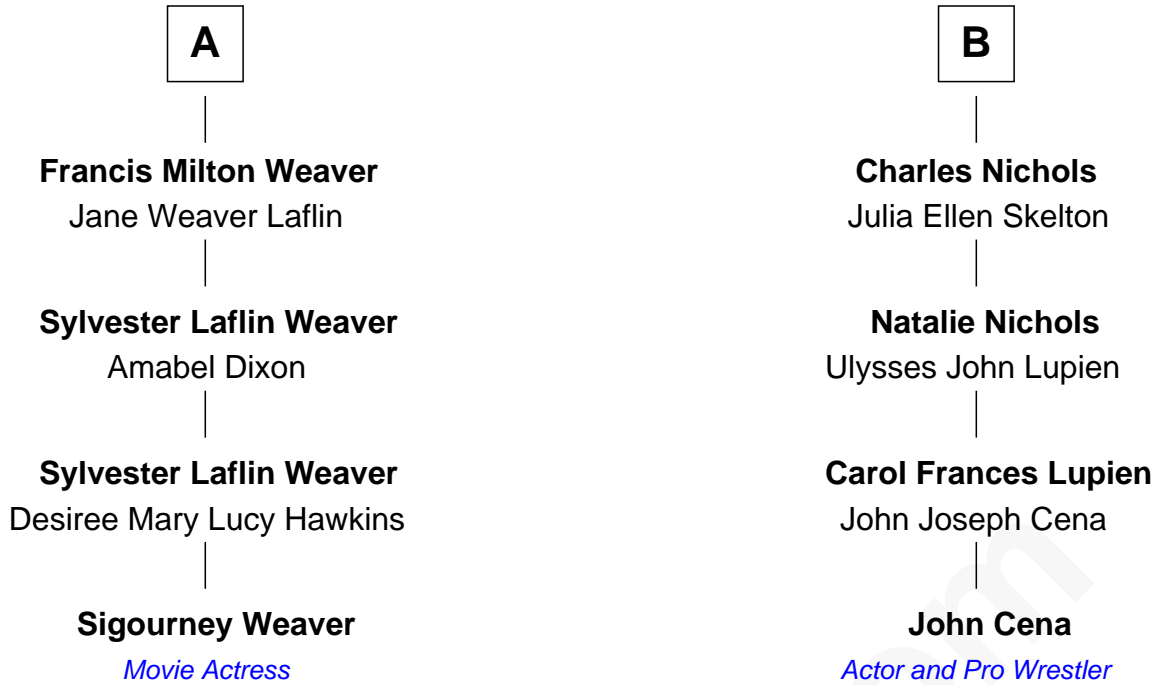 A
Francis Milton Weaver
Jane Weaver Laflin
Sylvester Laflin Weaver
Amabel Dixon
Sylvester Laflin Weaver
Desiree Mary Lucy Hawkins
Sigourney Weaver
Movie Actress
B
Charles Nichols
Julia Ellen Skelton
Natalie Nichols
Ulysses John Lupien
Carol Frances Lupien
John Joseph Cena
John Cena
Actor and Pro Wrestler